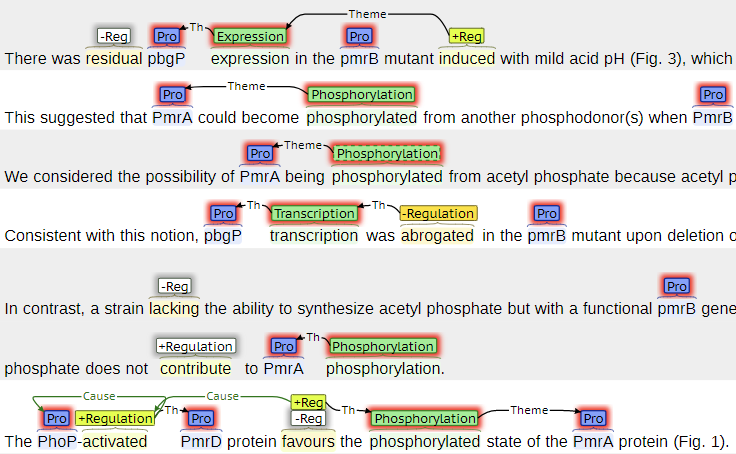 Theme
-Reg Pro Th Expression Pro +Reg
There was residual pbgP expression in the pmrB mutant induced with mild acid pH (Fig. 3), which
Pro Theme Phosphorylation Pro
This suggested that PmrA could become phosphorylated from another phosphodonor(s) when PmrB
Pro Theme Phosphorylation
We considered the possibility of PmrA being phosphorylated from acetyl phosphate because acetyl p
Pro Th Transcription Th -Regulation Pro
Consistent with this notion, pbgP transcription was abrogated in the pmrB mutant upon deletion o
-Reg Pro
In contrast, a strain lacking the ability to synthesize acetyl phosphate but with a functional pmrB gene
+Regulation Pro Th Phosphorylation
phosphate does not contribute to PmrA phosphorylation.
Cause Cause
+Reg
Pro +Regulation Th Pro -Reg Th Phosphorylation Theme Pro
The PhoP-activated PmrD protein favours the phosphorylated state of the PmrA protein (Fig. 1).